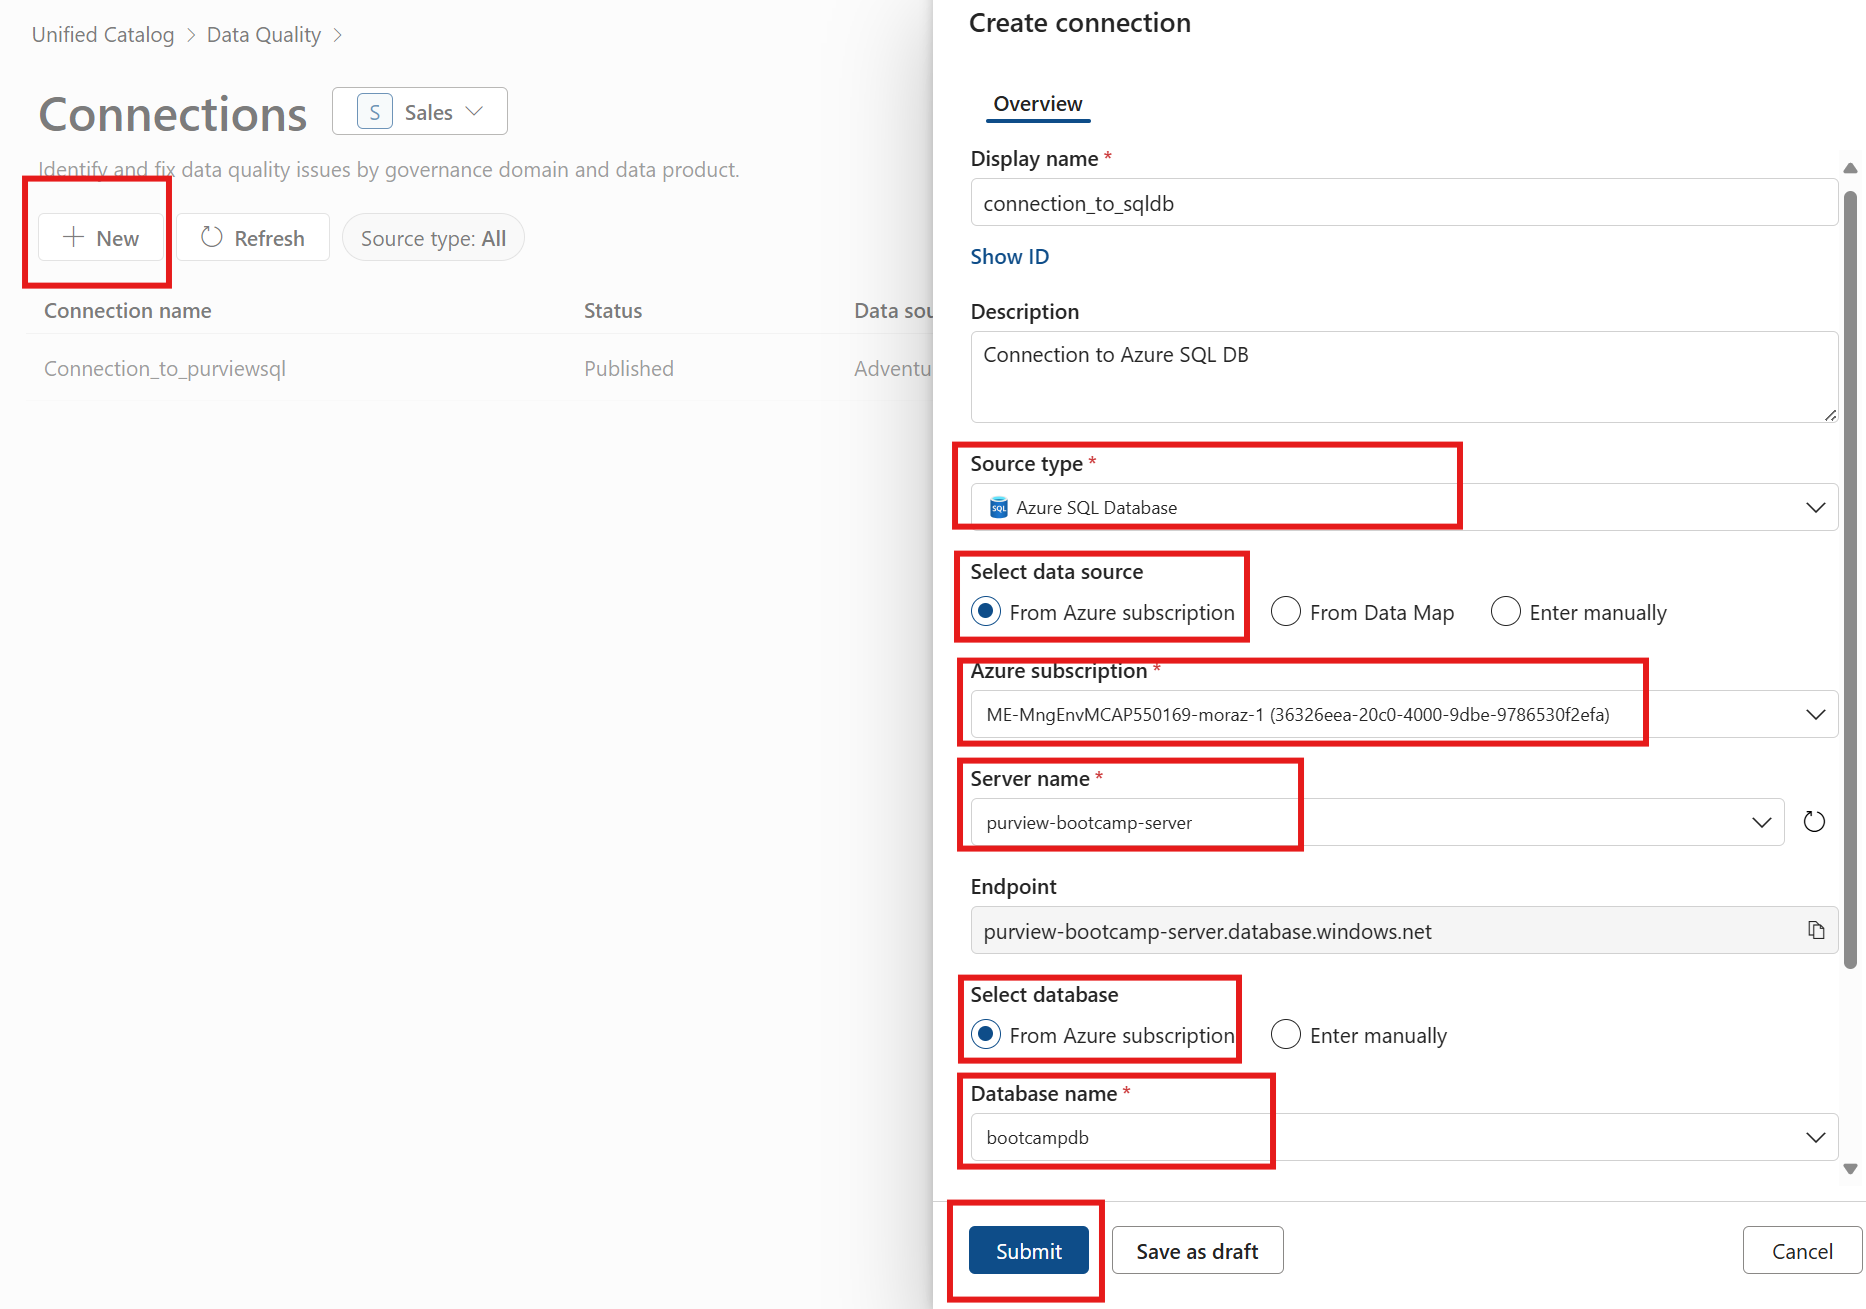 Unified Catalog > Data Quality >
Connections
S Sales
Identify and fix data quality issues by governance domain and data product.
+ New
Refresh
Source type: All
Connection name Status Data sou
Connection_to_purviewsql Published Adventu
Create connection
Overview
Display name *
connection_to_sqldb
Show ID
Description
Connection to Azure SQL DB
Source type *
SQL Azure SQL Database
Select data source
From Azure subscription From Data Map Enter manually
Azure subscription *
ME-MngEnvMCAP550169-moraz-1 (36326eea-20c0-4000-9dbe-9786530f2efa)
Server name *
purview-bootcamp-server
Endpoint
purview-bootcamp-server.database.windows.net
Select database
From Azure subscription Enter manually
Database name *
bootcampdb
Submit Save as draft Cancel